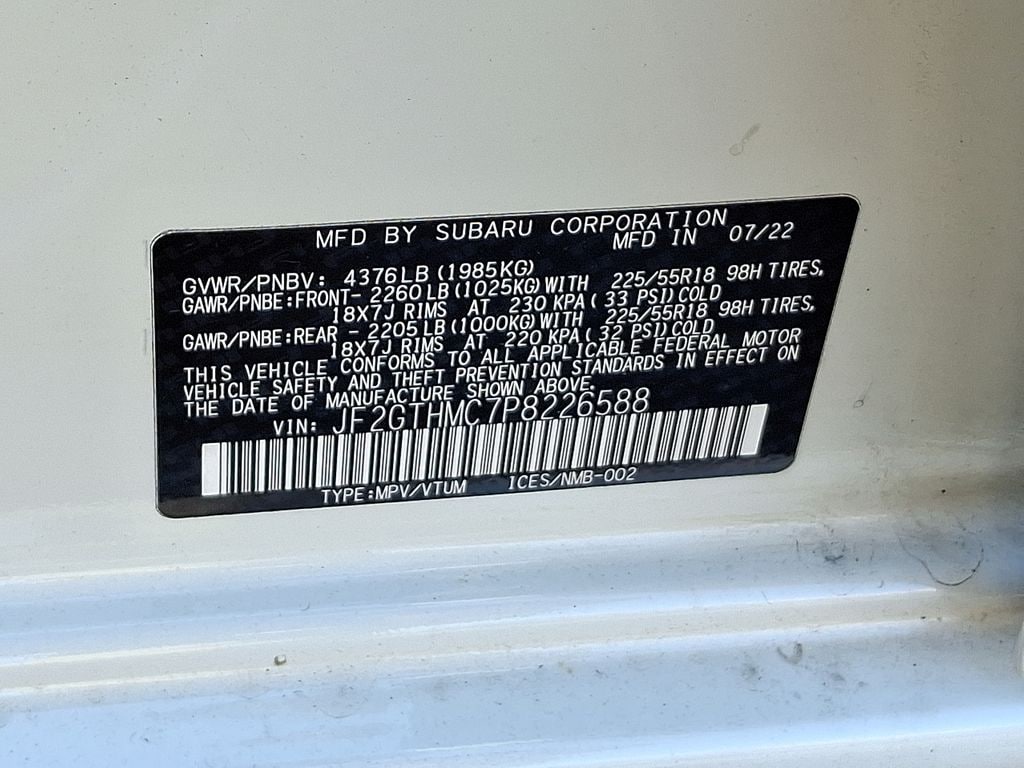 MFD BY SUBARU CORPORATION
MFD IN 07/22
GVWR/PNBV: 4376LB (1985KG)
GAWR/PNBE:FRONT- 2260LB (1025KG) WITH 225/55R18 98H TIRES,
18X7J RIMS AT 230 KPA ( 33 PSI) COLD
GAWR/PNBE:REAR - 2205LB (1000KG) WITH 225/55R18 98H TIRES,
18X7J RIMS AT 220 KPA ( 32 PSI) COLD
THIS VEHICLE CONFORMS TO ALL APPLICABLE FEDERAL MOTOR
VEHICLE SAFETY AND THEFT PREVENTION STANDARDS IN EFFECT ON
THE DATE OF MANUFACTURE SHOWN ABOVE.
VIN: JF2GTHMC7P8226588
TYPE:MPV/VTUM ICES/NMB-002